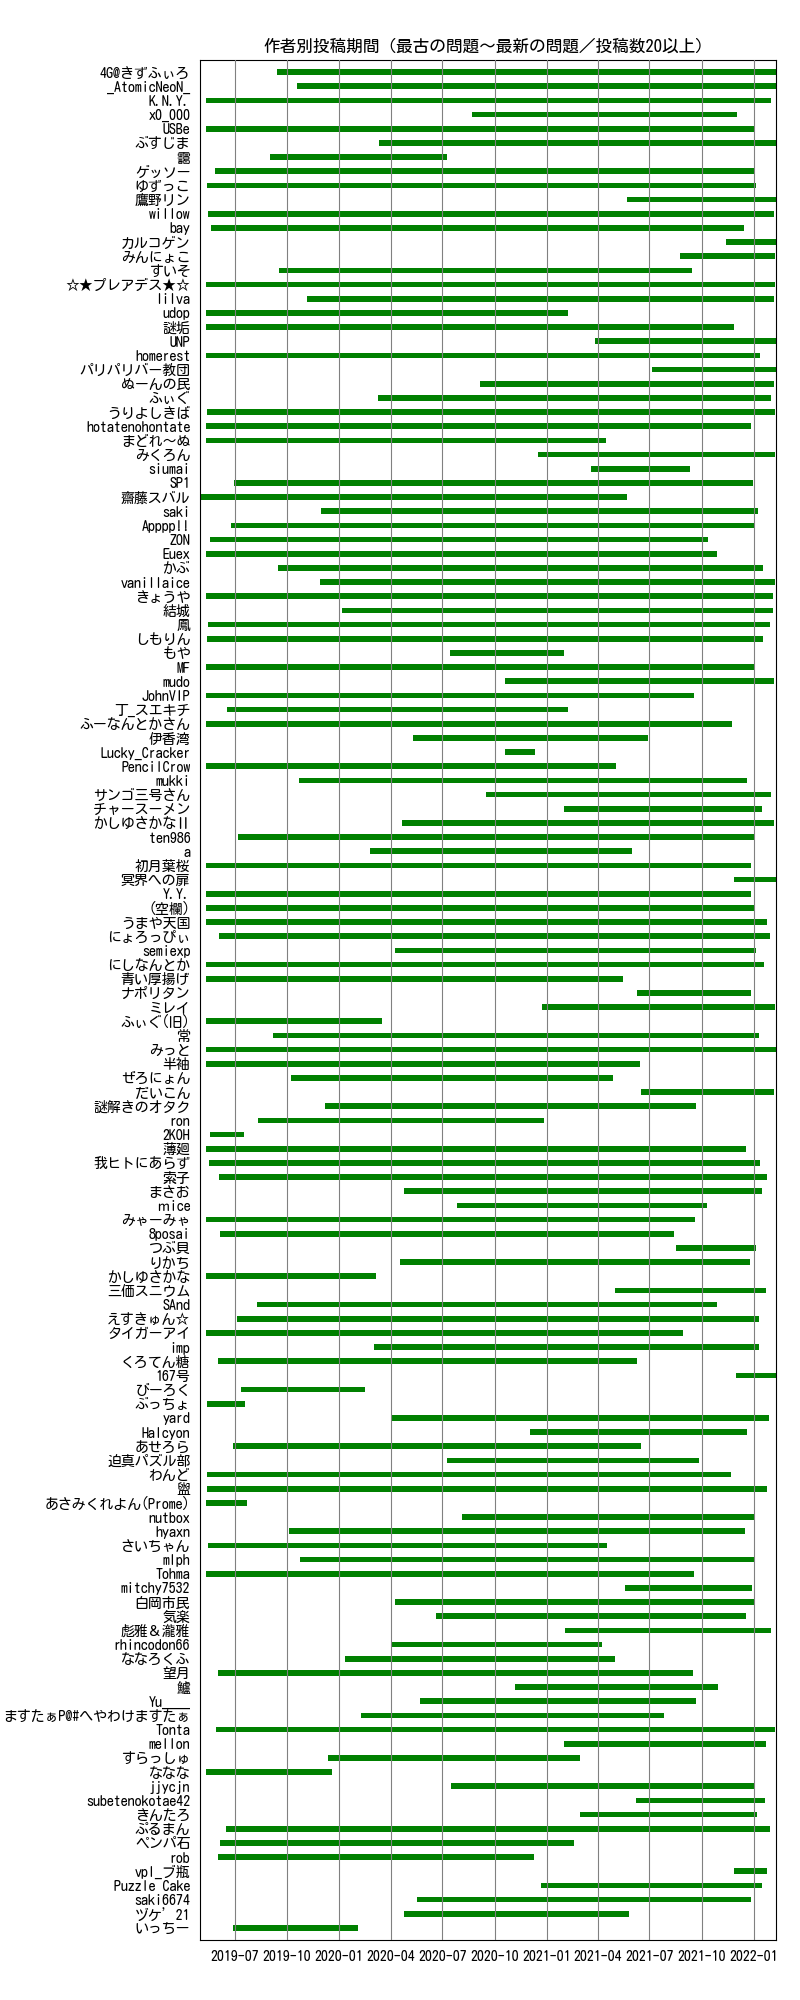 作者別投稿期間（最古の問題～最新の問題／投稿数20以上）
4G@きずふぃろ
_AtomicNeoN_
K.N.Y.
x0_000
USBe
ぷすじま
霞
ゲッソー
ゆずっこ
鷹野リン
willow
bay
カルコゲン
みんにょこ
すいそ
☆★プレアデス★☆
lilva
udop
謎垢
UNP
homerest
パリパリバー教団
ぬーんの民
ふぃぐ
うりよしきば
hotatenohontate
まどれ～ぬ
みくろん
siumai
SP1
齋藤スバル
saki
Appppll
ZON
Euex
かぶ
vanillaice
きょうや
結城
鳳
しもりん
もや
MF
mudo
JohnVIP
丁_スエキチ
ふーなんとかさん
伊香湾
Lucky_Cracker
PencilCrow
mukki
サンゴ三号さん
チャースーメン
かしゆさかなII
ten986
a
初月葉桜
冥界への扉
Y.Y.
(空欄)
うまや天国
にょろっぴぃ
semiexp
にしなんとか
青い厚揚げ
ナポリタン
ミレイ
ふぃぐ(旧)
常
みっと
半袖
ぜろにょん
だいこん
謎解きのオタク
ron
2KOH
薄廻
我ヒトにあらず
索子
まさお
mice
みゃーみゃ
8posai
つぶ貝
りかち
かしゆさかな
三価スニウム
SAnd
えすきゅん☆
タイガーアイ
imp
くろてん糖
167号
びーろく
ぶっちょ
yard
Halcyon
あせろら
迫真パズル部
わんど
盥
あさみくれよん(Prome)
nutbox
hyaxn
さいちゃん
mlph
Tohma
mitchy7532
白岡市民
気楽
彪雅＆瀧雅
rhincodon66
ななろくふ
望月
鱸
Yu____
ますたぁP@#へやわけますたぁ
Tonta
mellon
すらっしゅ
ななな
jjycjn
subetenokotae42
きんたろ
ぷるまん
ペンパ石
rob
vpl_ブ瓶
Puzzle Cake
saki6674
ヅケ'21
いっちー
2019-07 2019-10 2020-01 2020-04 2020-07 2020-10 2021-01 2021-04 2021-07 2021-10 2022-01